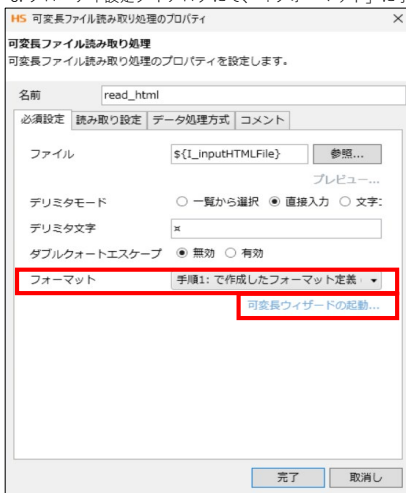 HS 可変長ファイル読み取り処理のプロパティ ×
可変長ファイル読み取り処理
可変長ファイル読み取り処理のプロパティを設定します。
名前 read_html
必須設定 読み取り設定 データ処理方式 コメント
ファイル ${I_inputHTMLFile} 参照...
プレビュー...
デリミタモード 一覧から選択 直接入力 文字:
デリミタ文字 ¤
ダブルクォートエスケープ 無効 有効
フォーマット 手順1: で作成したフォーマット定義
可変長ウィザードの起動...
完了 取消し